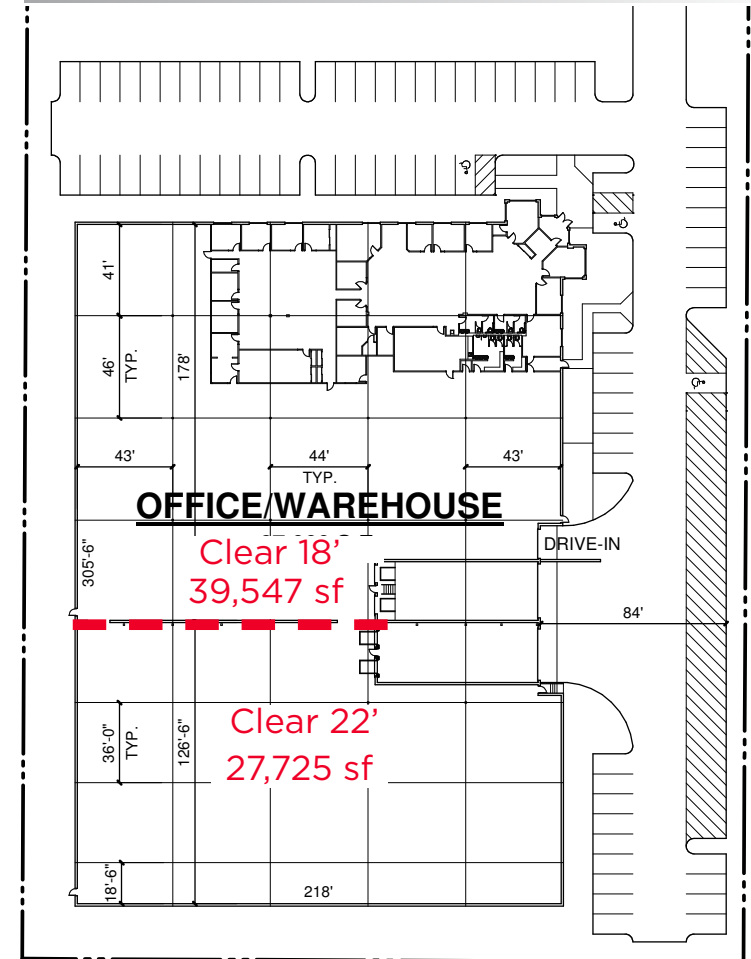 41'
46'
TYP.
178'
43'
44'
TYP.
43'
OFFICE/WAREHOUSE
DRIVE-IN
Clear 18’
39,547 sf
305'-6"
84'
Clear 22’
27,725 sf
36'-0"
TYP.
126'-6"
18'-6"
218'